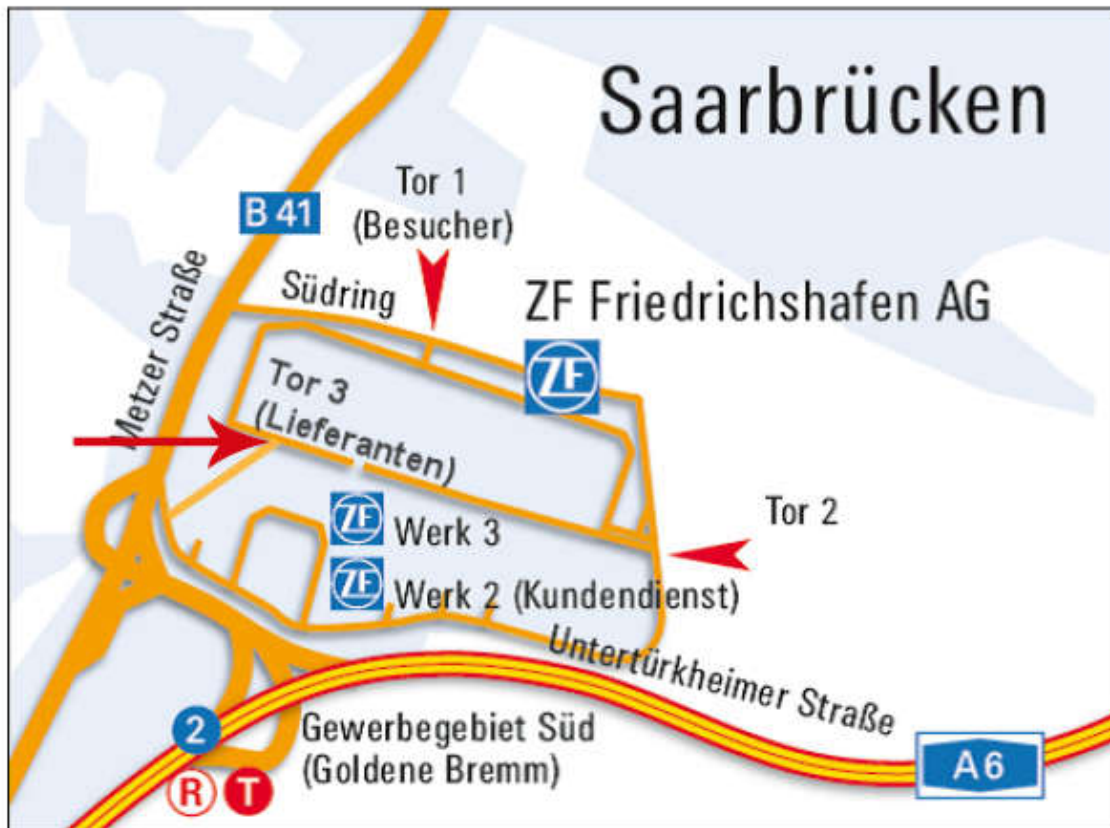 Saarbrücken
Tor 1
(Besucher)
B 41
Südring
ZF Friedrichshafen AG
ZF
Metzer Straße
Tor 3
(Lieferanten)
Tor 2
ZF
Werk 3
ZF
Werk 2 (Kundendienst)
Untertürkheimer Straße
2
Gewerbegebiet Süd
(Goldene Bremm)
R
T
A 6